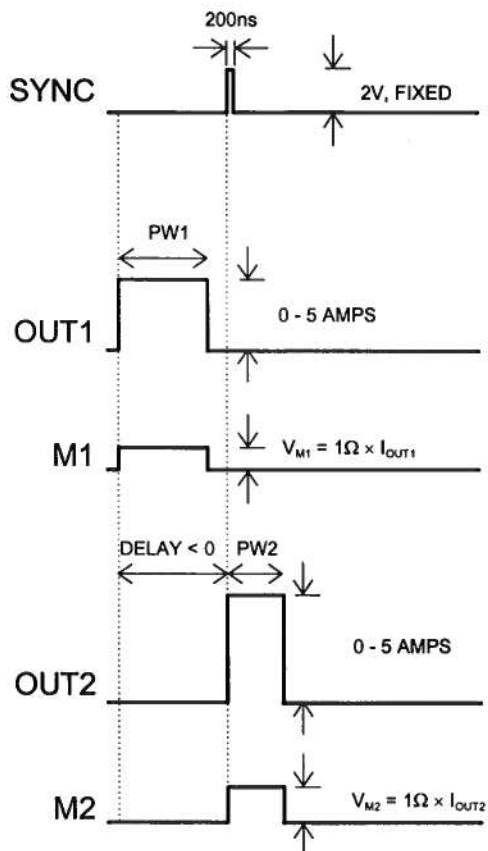 200ns
SYNC
2V, FIXED
PW1
OUT1
0 - 5 AMPS
M1
V_M1 = 1Ω × I_OUT1
DELAY < 0
PW2
OUT2
0 - 5 AMPS
M2
V_M2 = 1Ω × I_OUT2